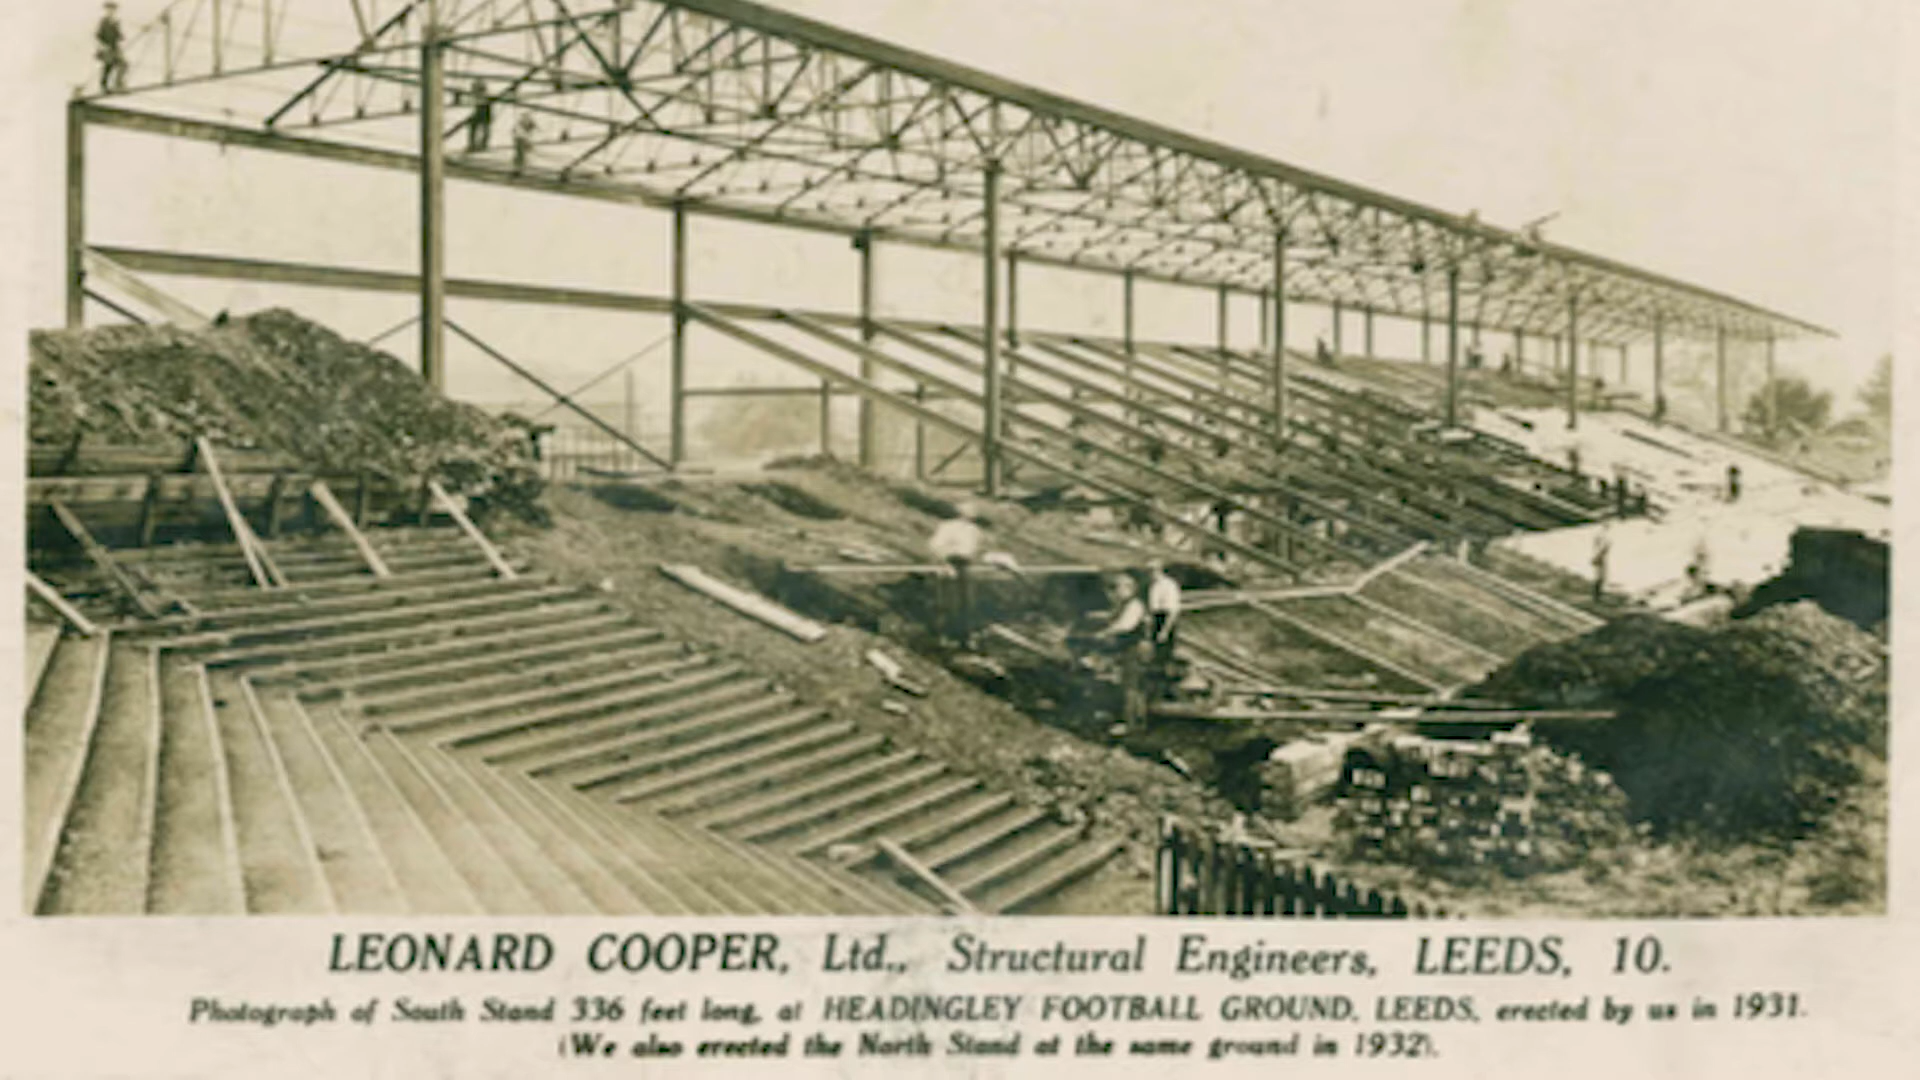 LEONARD COOPER, Ltd., Structural Engineers, LEEDS, 10.
Photograph of South Stand 336 feet long, at HEADINGLEY FOOTBALL GROUND, LEEDS, erected by us in 1931.
(We also erected the North Stand at the same ground in 1932).